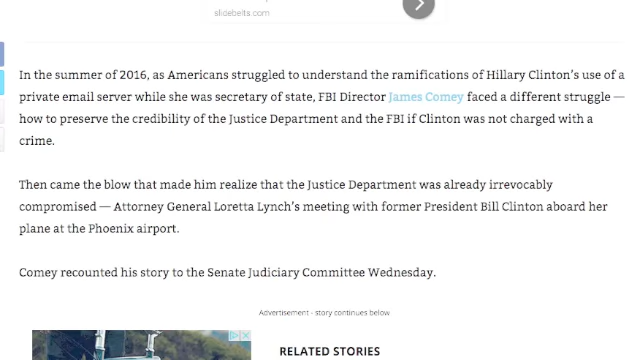 slidebelts.com
In the summer of 2016, as Americans struggled to understand the ramifications of Hillary Clinton's use of a
private email server while she was secretary of state, FBI Director James Comey faced a different struggle —
how to preserve the credibility of the Justice Department and the FBI if Clinton was not charged with a
crime.
Then came the blow that made him realize that the Justice Department was already irrevocably
compromised — Attorney General Loretta Lynch's meeting with former President Bill Clinton aboard her
plane at the Phoenix airport.
Comey recounted his story to the Senate Judiciary Committee Wednesday.
Advertisement - story continues below
RELATED STORIES